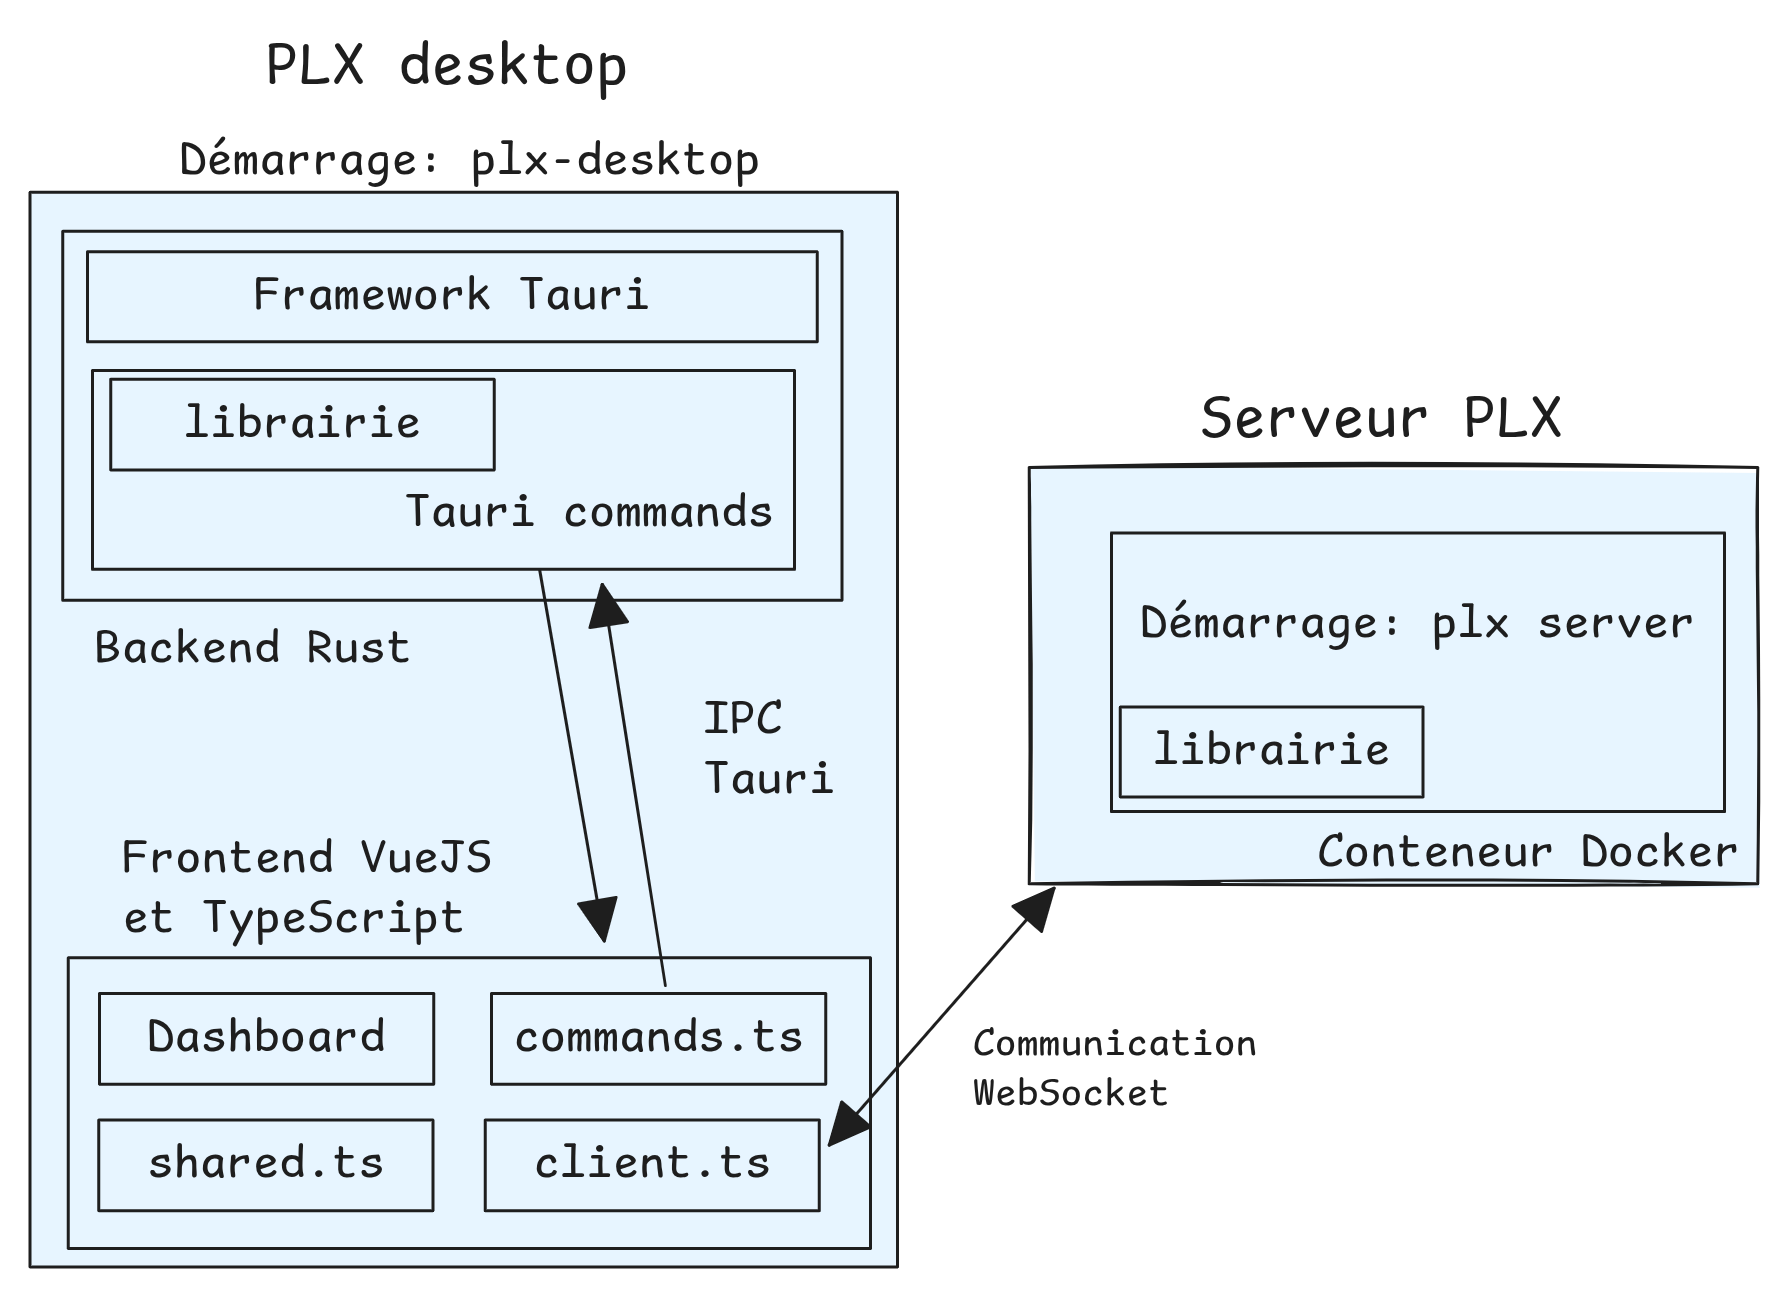 PLX desktop
Démarrage: plx-desktop
Framework Tauri
librairie
Tauri commands
Backend Rust
IPC
Tauri
Frontend VueJS
et TypeScript
Dashboard
commands.ts
shared.ts
client.ts
Serveur PLX
Démarrage: plx server
librairie
Conteneur Docker
Communication
WebSocket